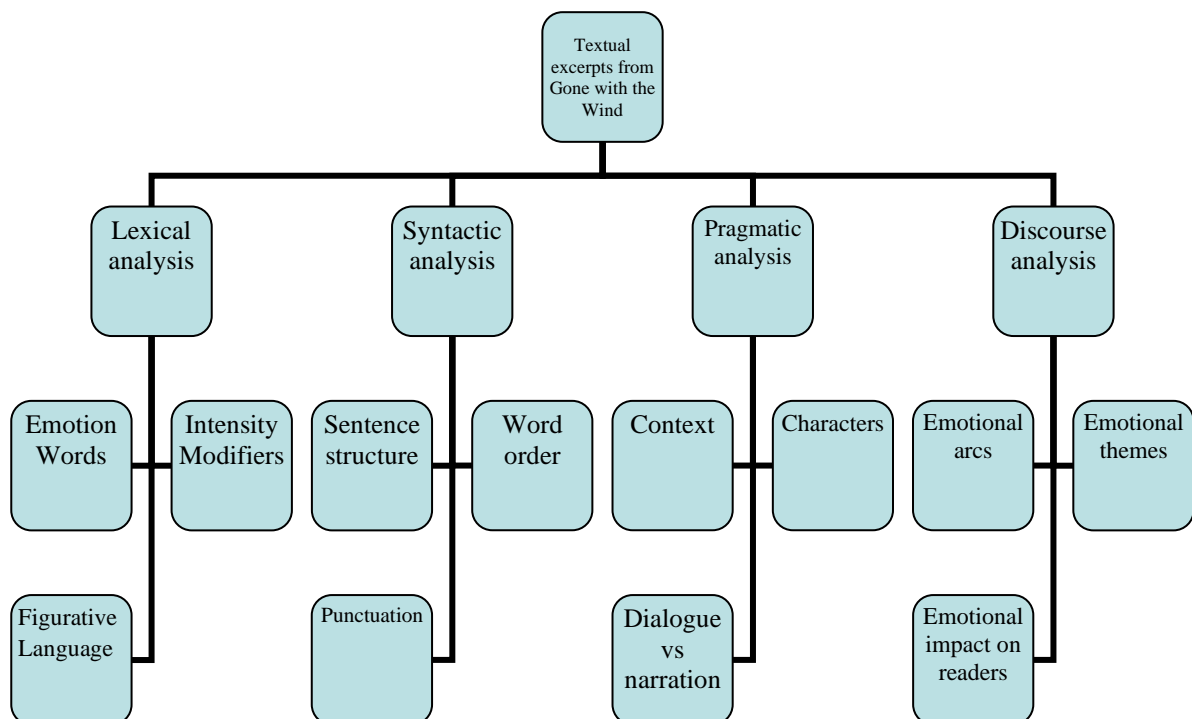 Textual
excerpts from
Gone with the
Wind
Lexical
analysis
Syntactic
analysis
Pragmatic
analysis
Discourse
analysis
Emotion
Words
Intensity
Modifiers
Sentence
structure
Word
order
Context
Characters
Emotional
arcs
Emotional
themes
Figurative
Language
Punctuation
Dialogue
vs
narration
Emotional
impact on
readers